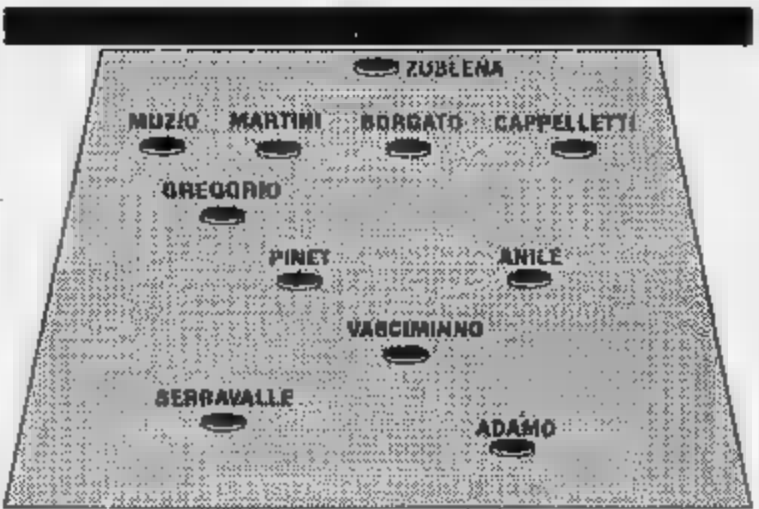 ZUBLENA
MUZIO MARTINI BORGATO CAPPELLETTI
GREGORIO
PINET ANILE
VASCIMINNO
SERRAVALLE
ADAMO